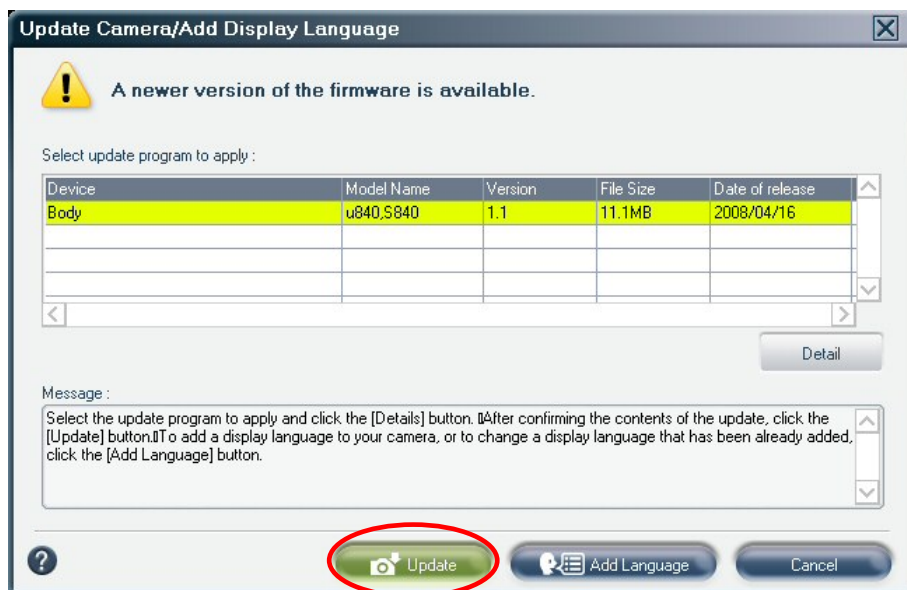 Update Camera/Add Display Language
A newer version of the firmware is available.
Select update program to apply :
Device Model Name Version File Size Date of release
Body u840,S840 1.1 11.1MB 2008/04/16
Detail
Message :
Select the update program to apply and click the [Details] button. ▯After confirming the contents of the update, click the
[Update] button.▯To add a display language to your camera, or to change a display language that has been already added,
click the [Add Language] button.
? Update Add Language Cancel